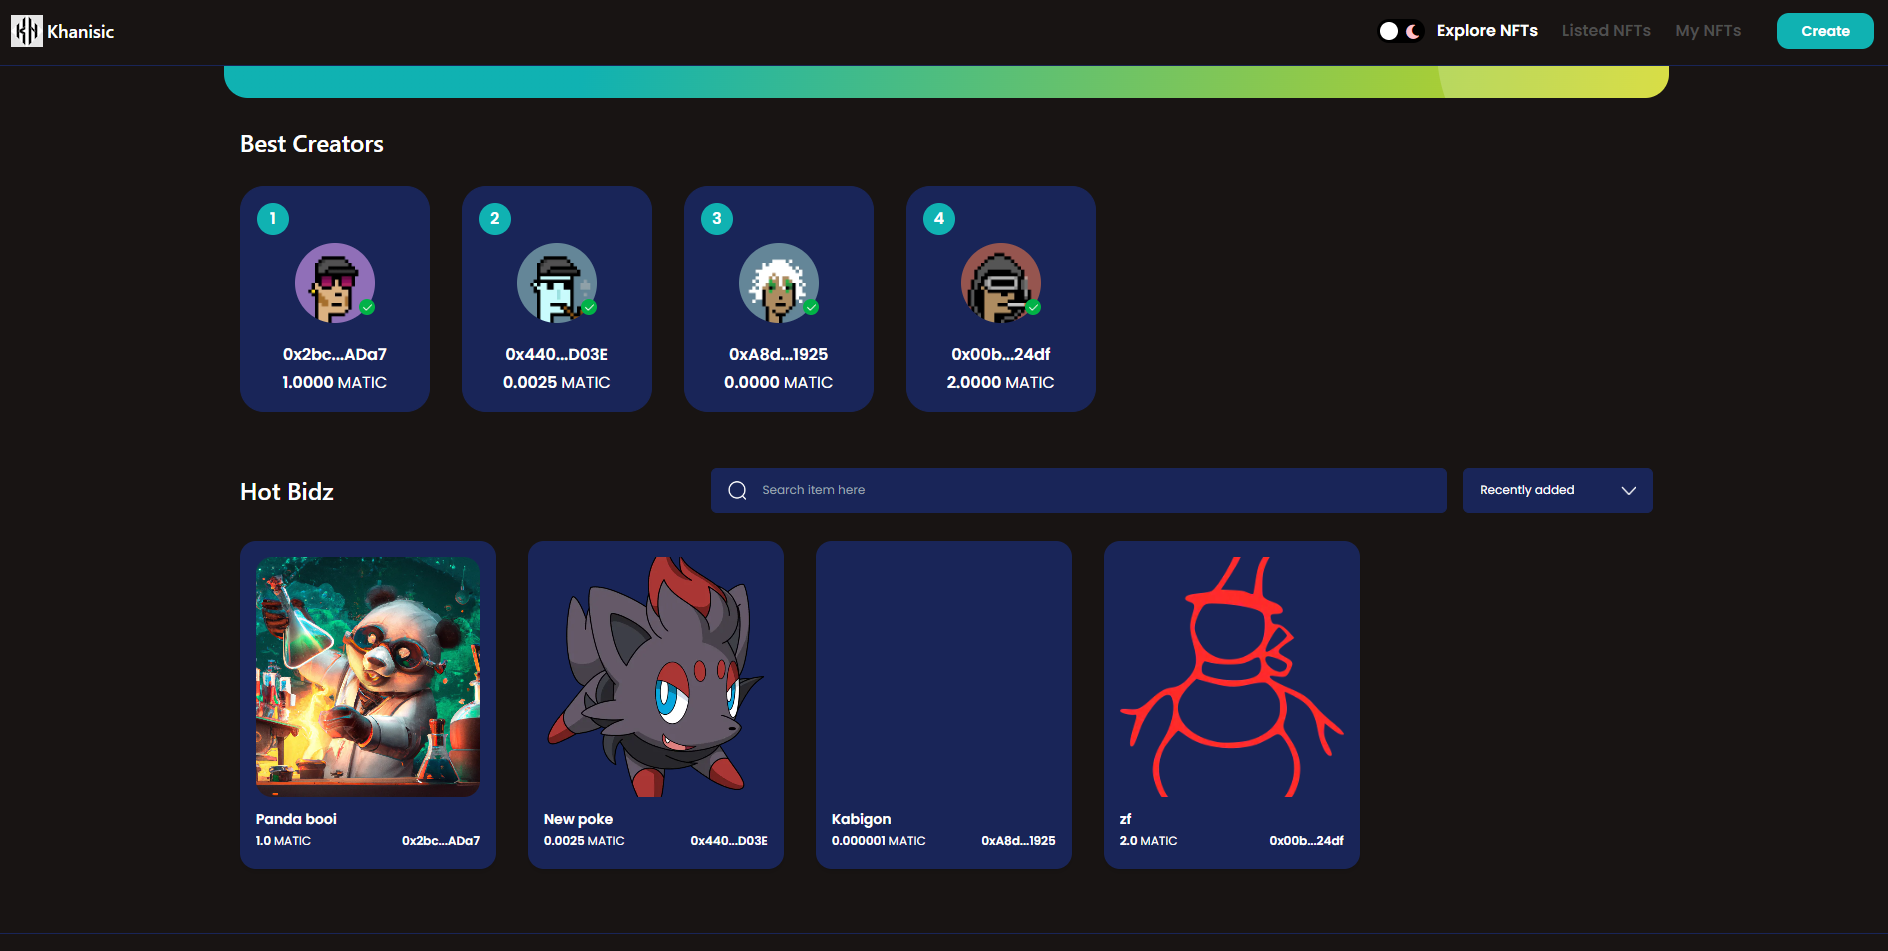 Khanisic
Explore NFTs
Listed NFTs
My NFTs
Create
Best Creators
1
2
3
4
0x2bc...ADa7
0x440...D03E
0xA8d...1925
0x00b...24df
1.0000 MATIC
0.0025 MATIC
0.0000 MATIC
2.0000 MATIC
Hot Bidz
Search item here
Recently added
Panda booi
1.0 MATIC
0x2bc...ADa7
New poke
0.0025 MATIC
0x440...D03E
Kabigon
0.000001 MATIC
0xA8d...1925
zf
2.0 MATIC
0x00b...24df